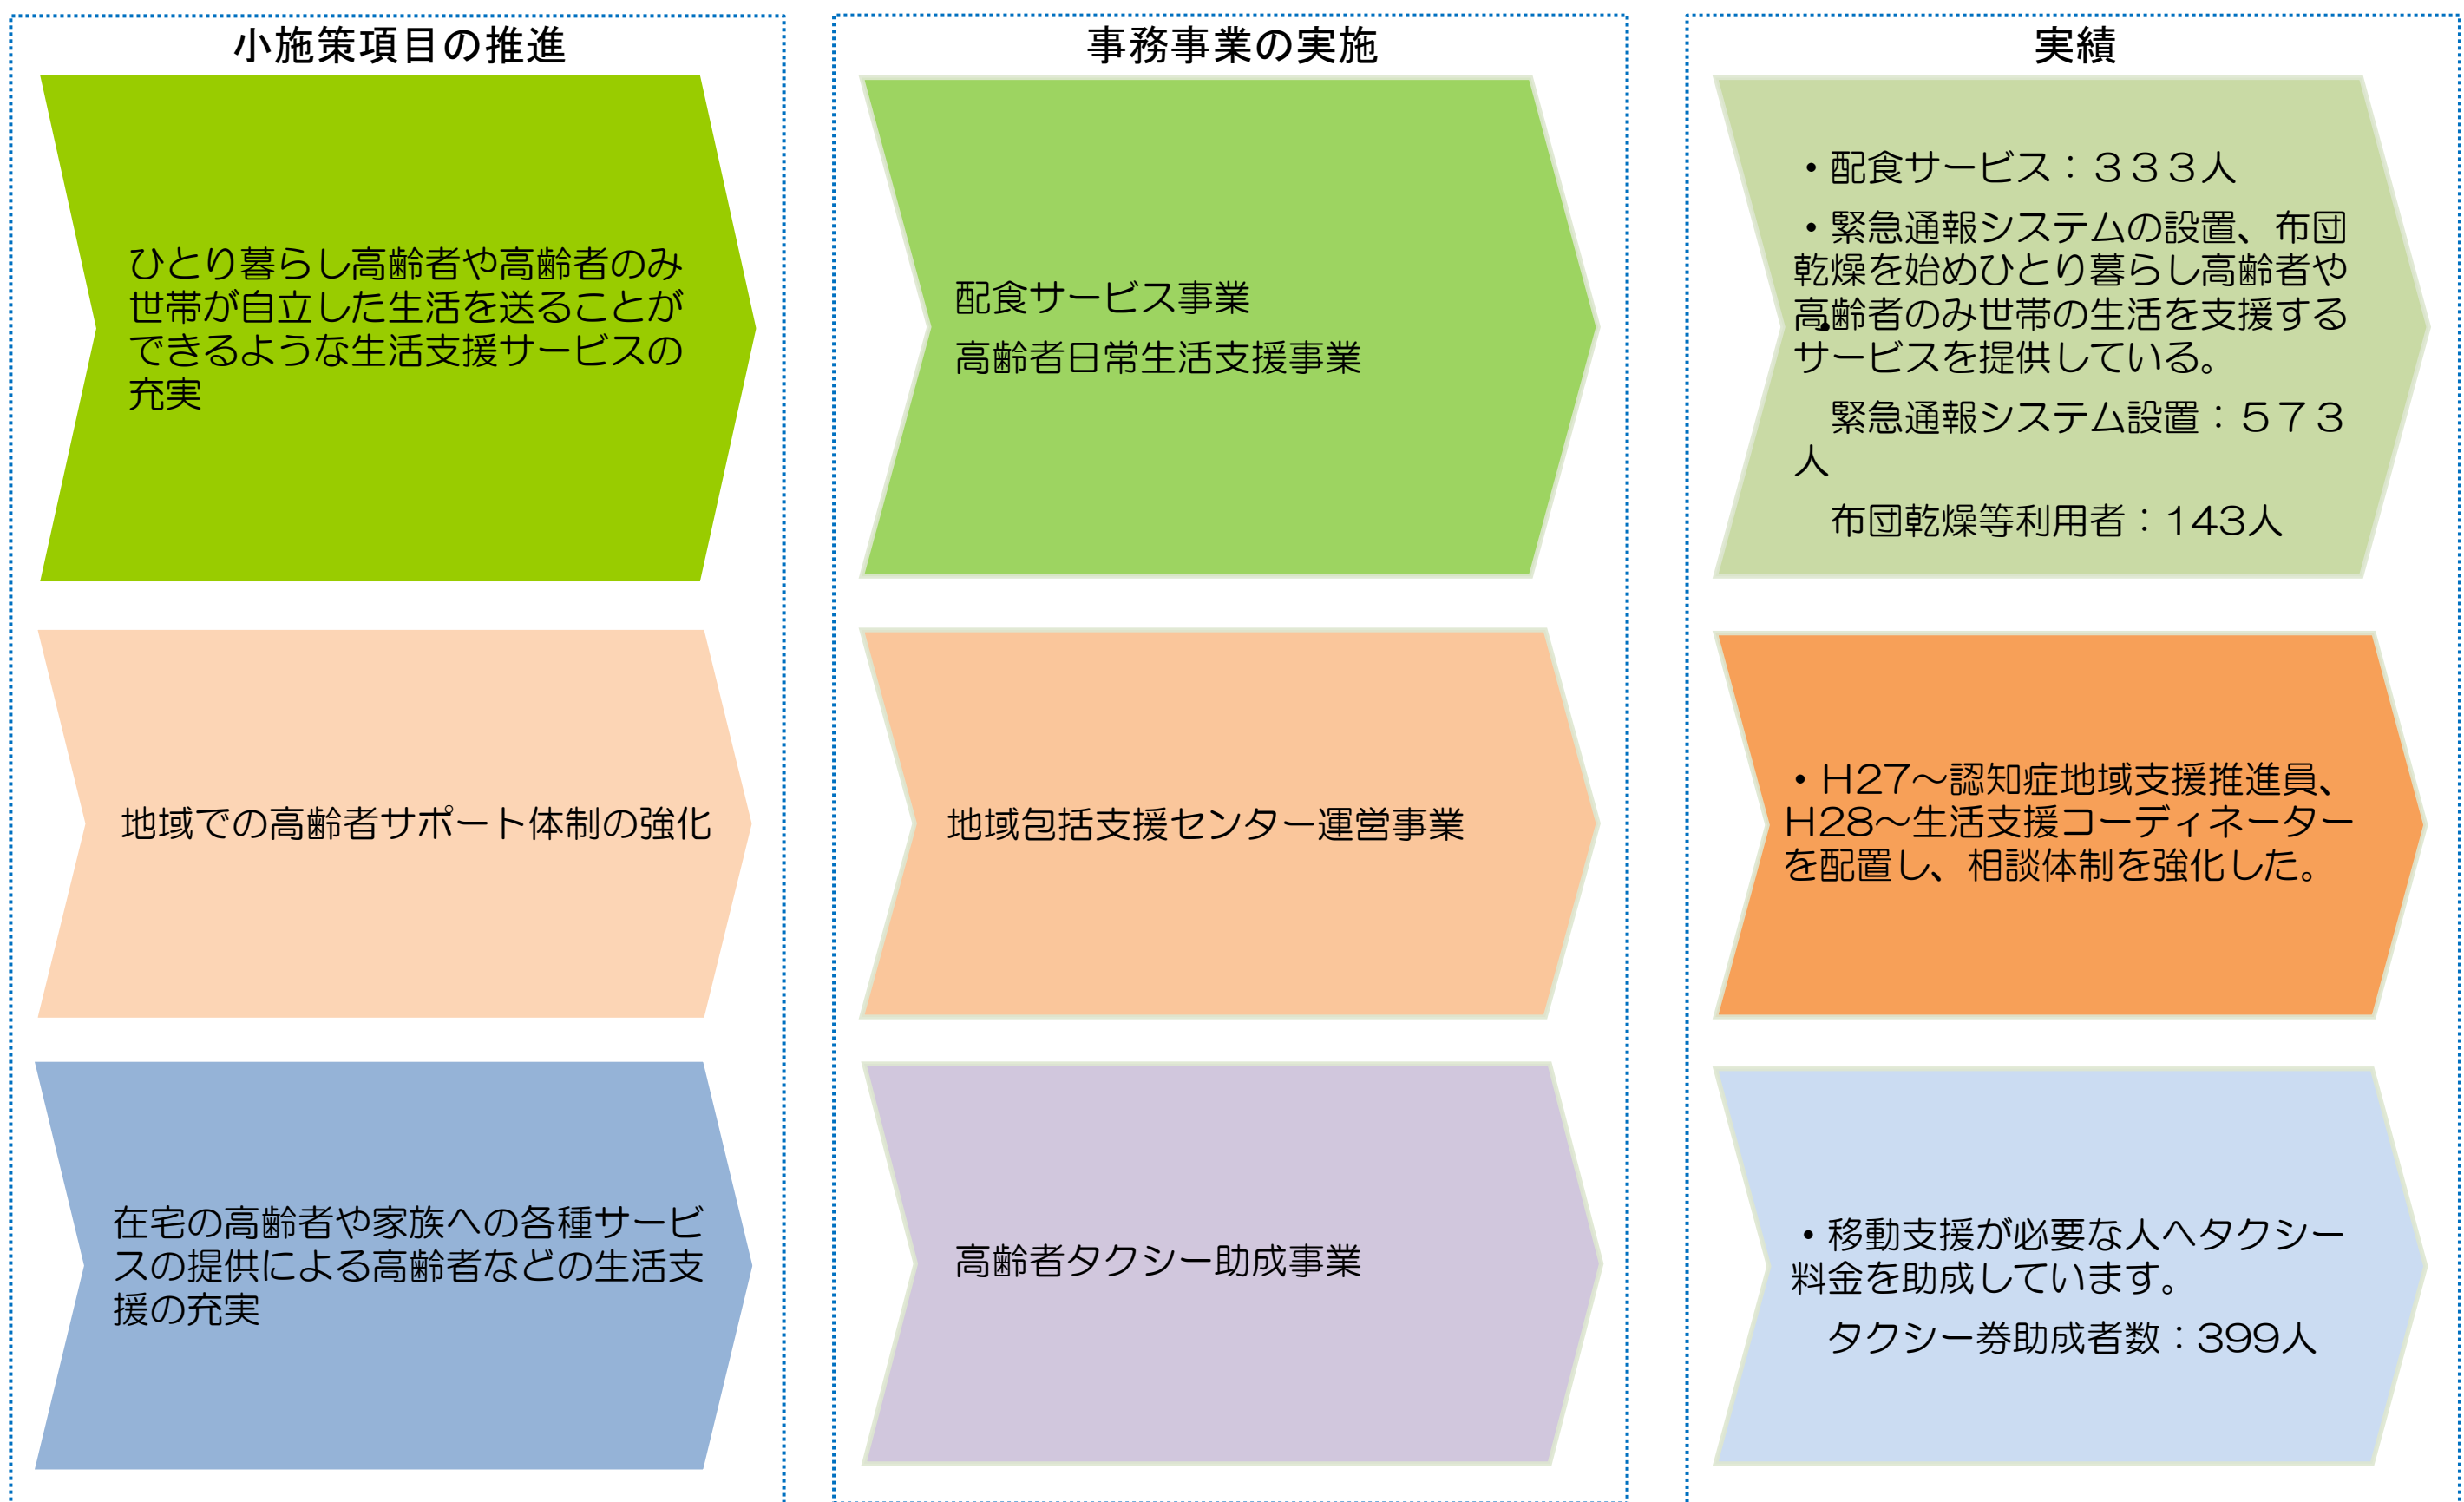 小施策項目の推進
ひとり暮らし高齢者や高齢者のみ
世帯が自立した生活を送ることが
できるような生活支援サービスの
充実
地域での高齢者サポート体制の強化
在宅の高齢者や家族への各種サービ
スの提供による高齢者などの生活支
援の充実
事務事業の実施
配食サービス事業
高齢者日常生活支援事業
地域包括支援センター運営事業
高齢者タクシー助成事業
実績
・配食サービス：３３３人
・緊急通報システムの設置、布団
乾燥を始めひとり暮らし高齢者や
高齢者のみ世帯の生活を支援する
サービスを提供している。
　緊急通報システム設置：５７３
人
　布団乾燥等利用者：143人
・H27～認知症地域支援推進員、
H28～生活支援コーディネーター
を配置し、相談体制を強化した。
・移動支援が必要な人へタクシー
料金を助成しています。
　タクシー券助成者数：399人